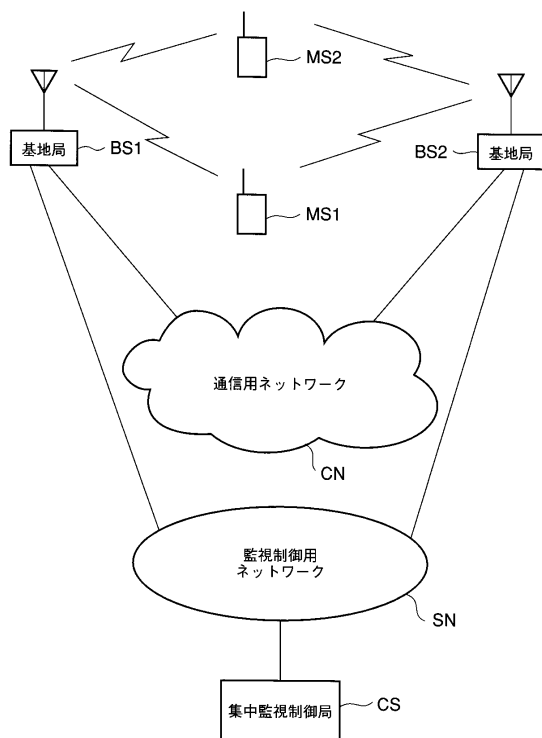 MS2
基地局
BS1
BS2
基地局
MS1
通信用ネットワーク
CN
監視制御用
ネットワーク
SN
集中監視制御局
CS